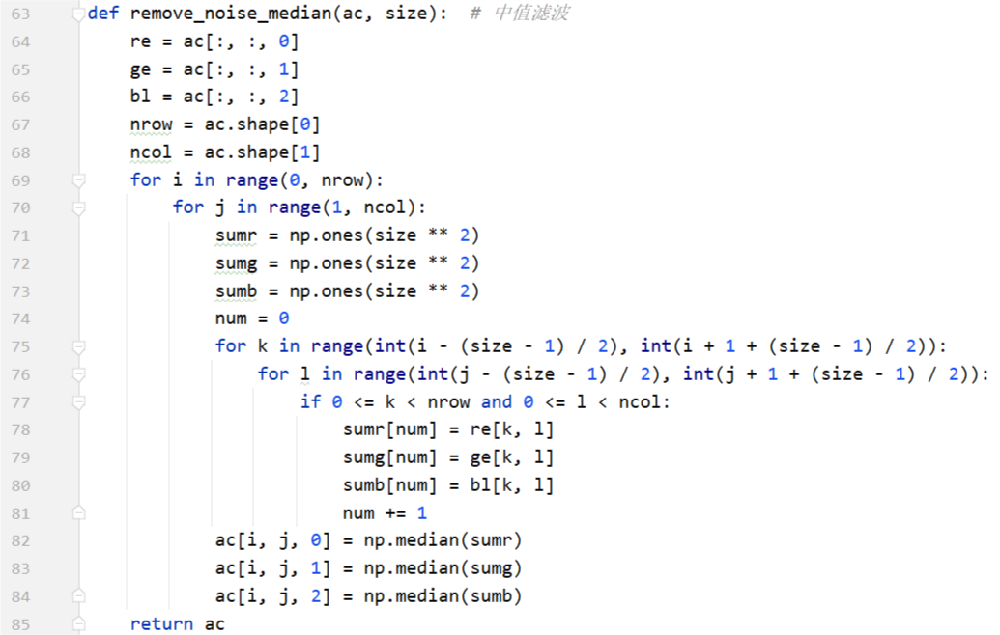 63 def remove_noise_median(ac, size):  # 中值滤波
64     re = ac[:, :, 0]
65     ge = ac[:, :, 1]
66     bl = ac[:, :, 2]
67     nrow = ac.shape[0]
68     ncol = ac.shape[1]
69     for i in range(0, nrow):
70         for j in range(1, ncol):
71             sumr = np.ones(size ** 2)
72             sumg = np.ones(size ** 2)
73             sumb = np.ones(size ** 2)
74             num = 0
75             for k in range(int(i - (size - 1) / 2), int(i + 1 + (size - 1) / 2)):
76                 for l in range(int(j - (size - 1) / 2), int(j + 1 + (size - 1) / 2)):
77                     if 0 <= k < nrow and 0 <= l < ncol:
78                         sumr[num] = re[k, l]
79                         sumg[num] = ge[k, l]
80                         sumb[num] = bl[k, l]
81                         num += 1
82             ac[i, j, 0] = np.median(sumr)
83             ac[i, j, 1] = np.median(sumg)
84             ac[i, j, 2] = np.median(sumb)
85     return ac